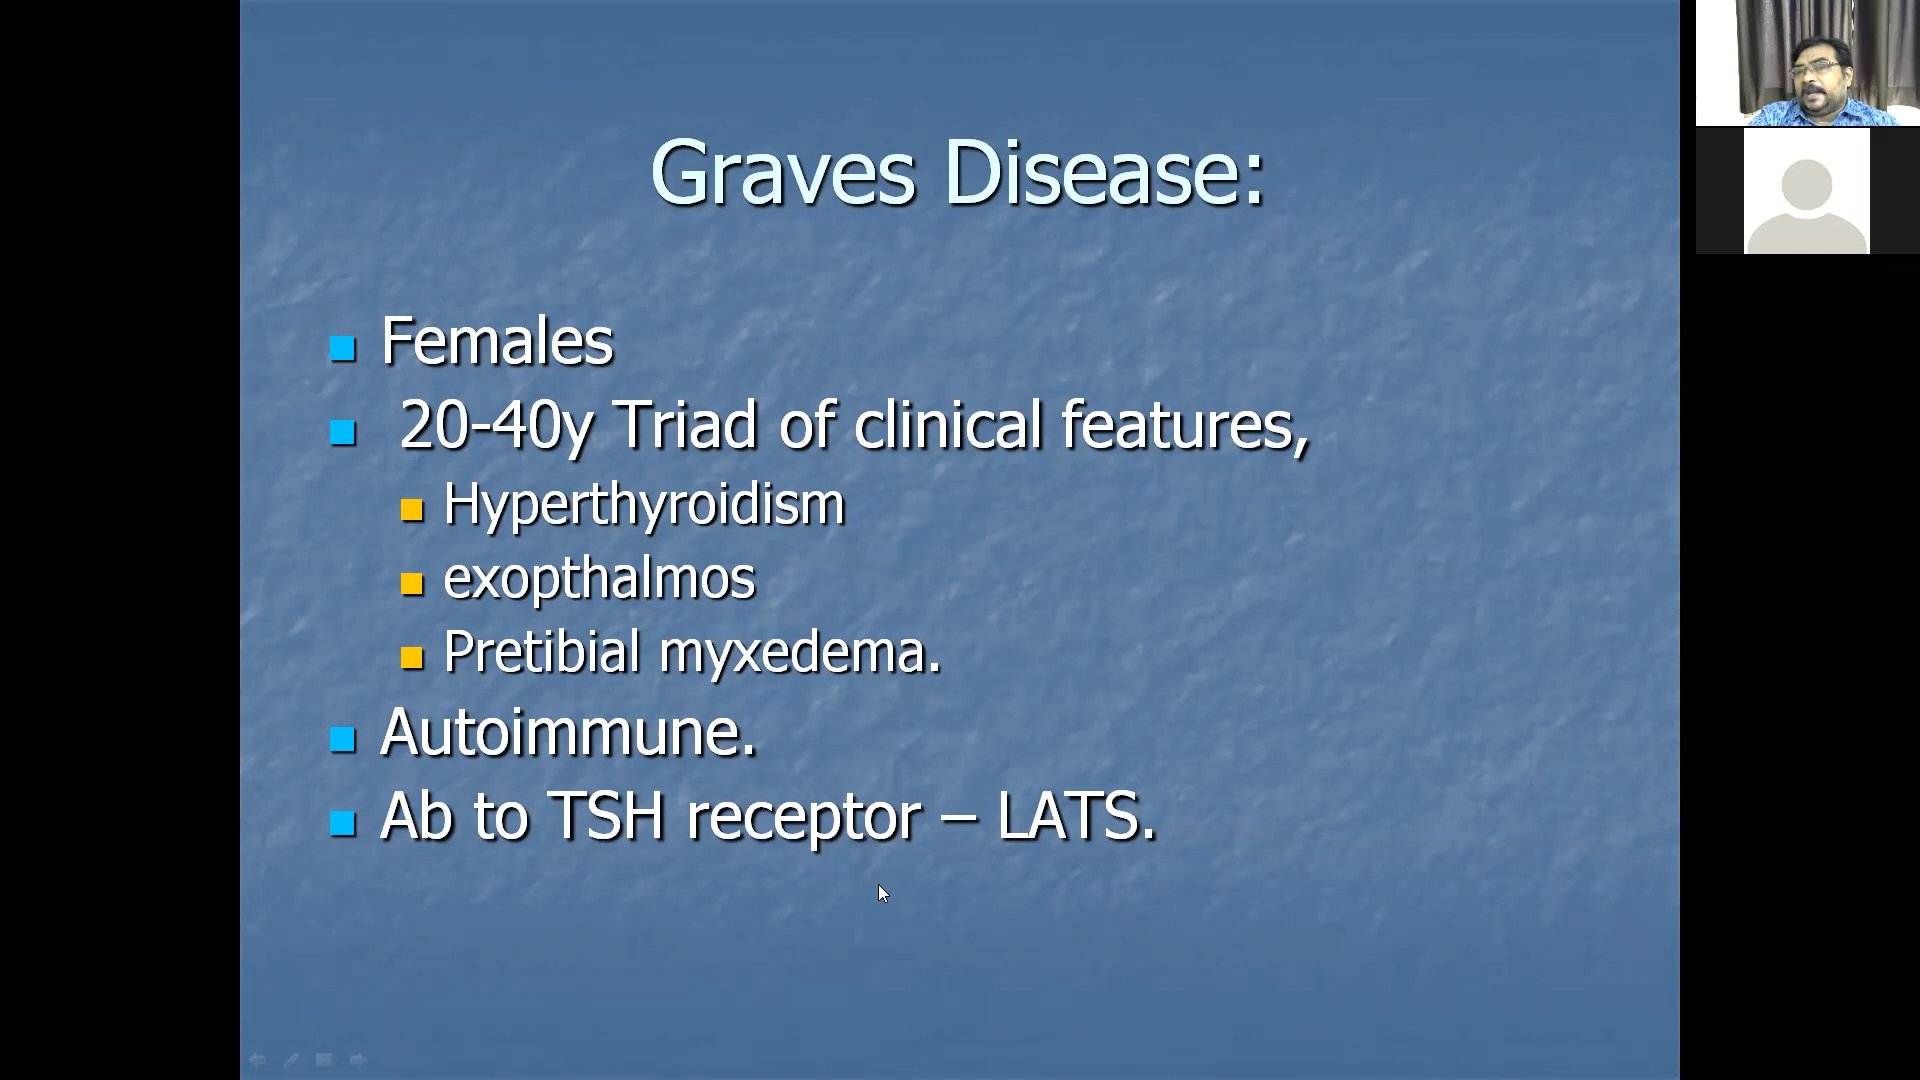 Graves Disease:
Females
20-40y Triad of clinical features,
Hyperthyroidism
exopthalmos
Pretibial myxedema.
Autoimmune.
Ab to TSH receptor – LATS.